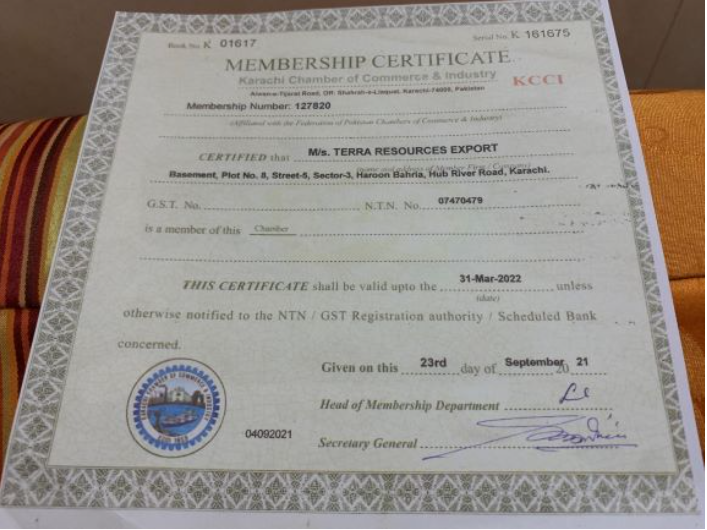 Book No. K 01617
Serial No. K 161675
MEMBERSHIP CERTIFICATE
Karachi Chamber of Commerce & Industry
KCCI
Aiwan-e-Tijarat Road, Off: Shahrah-e-Liaquat, Karachi-74000, Pakistan
Membership Number: 127820
(Affiliated with the Federation of Pakistan Chambers of Commerce & Industry)
CERTIFIED that M/s. TERRA RESOURCES EXPORT
(name and address of Member Firm / Company)
Basement, Plot No. 8, Street-5, Sector-3, Haroon Bahria, Hub River Road, Karachi.
G.S.T. No. N.T.N. No. 07470479
is a member of this Chamber
THIS CERTIFICATE shall be valid upto the 31-Mar-2022 unless
(date)
otherwise notified to the NTN / GST Registration authority / Scheduled Bank
concerned.
Given on this 23rd day of September 20 21
Head of Membership Department
04092021
Secretary General